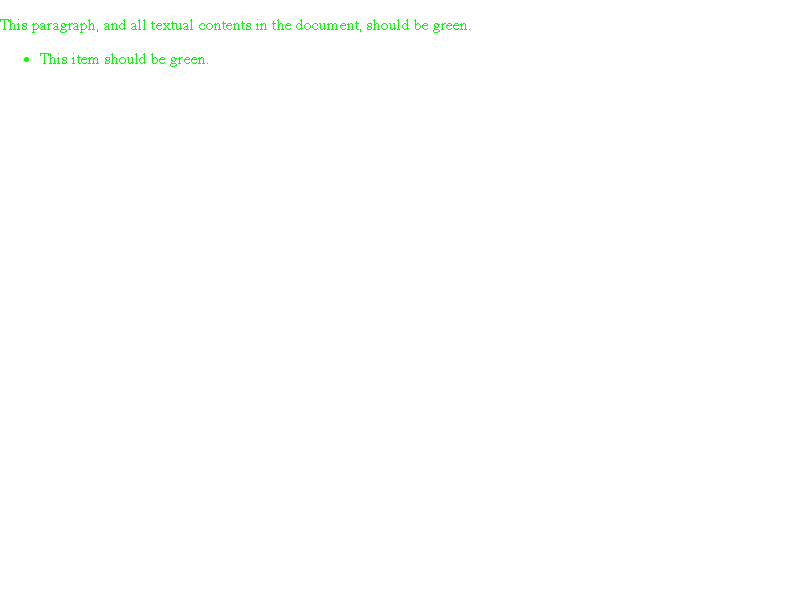 This paragraph, and all textual contents in the document, should be green.
• This item should be green.